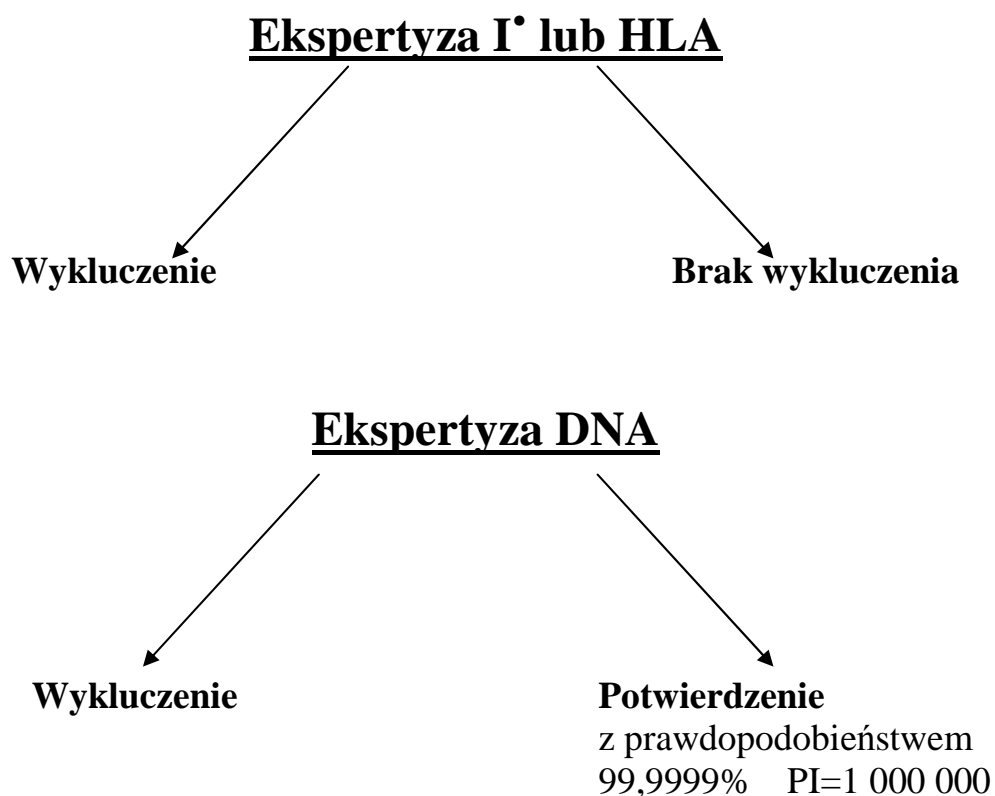 Ekspertyza I• lub HLA
Wykluczenie Brak wykluczenia
Ekspertyza DNA
Wykluczenie Potwierdzenie
z prawdopodobieństwem
99,9999% PI=1 000 000